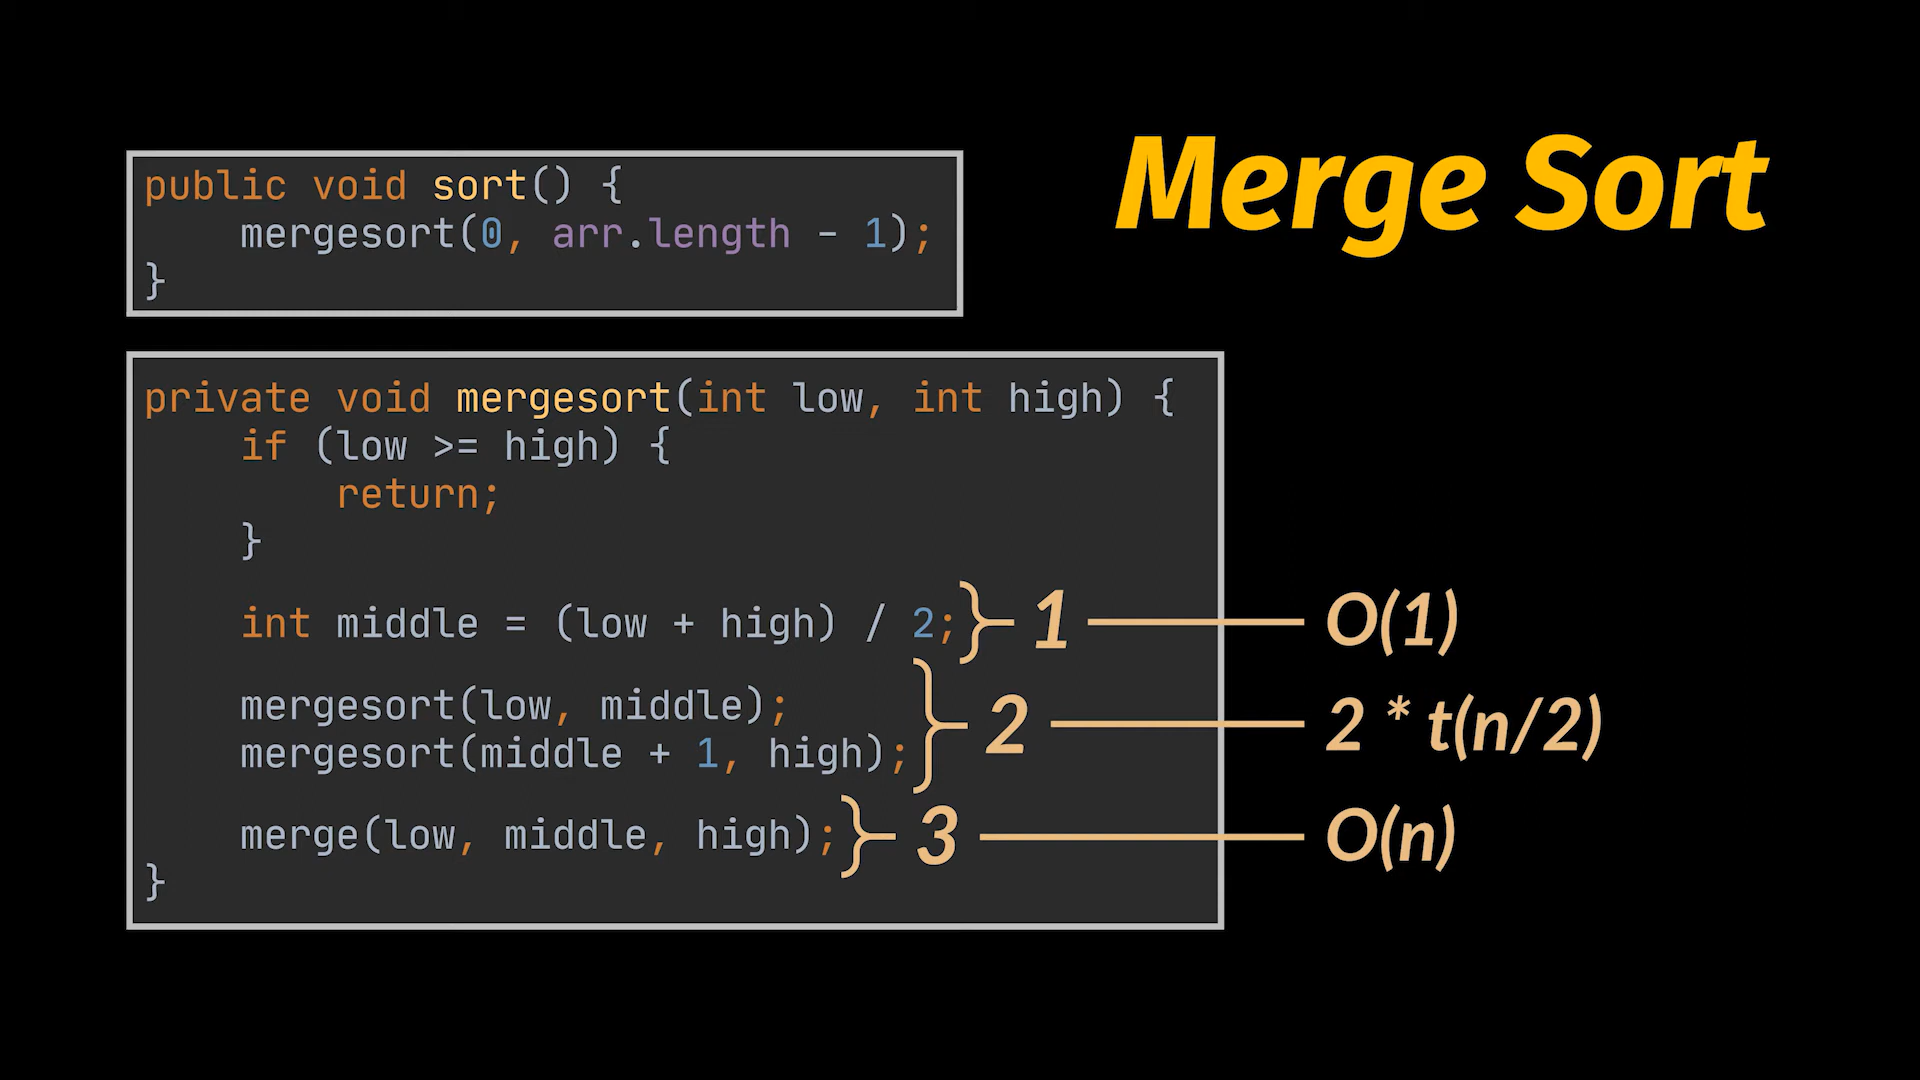 Merge Sort
public void sort() {
    mergesort(0, arr.length - 1);
}
private void mergesort(int low, int high) {
    if (low >= high) {
        return;
    }
    int middle = (low + high) / 2; 1 O(1)
    mergesort(low, middle);
    mergesort(middle + 1, high); 2 2 * t(n/2)
    merge(low, middle, high); 3 O(n)
}